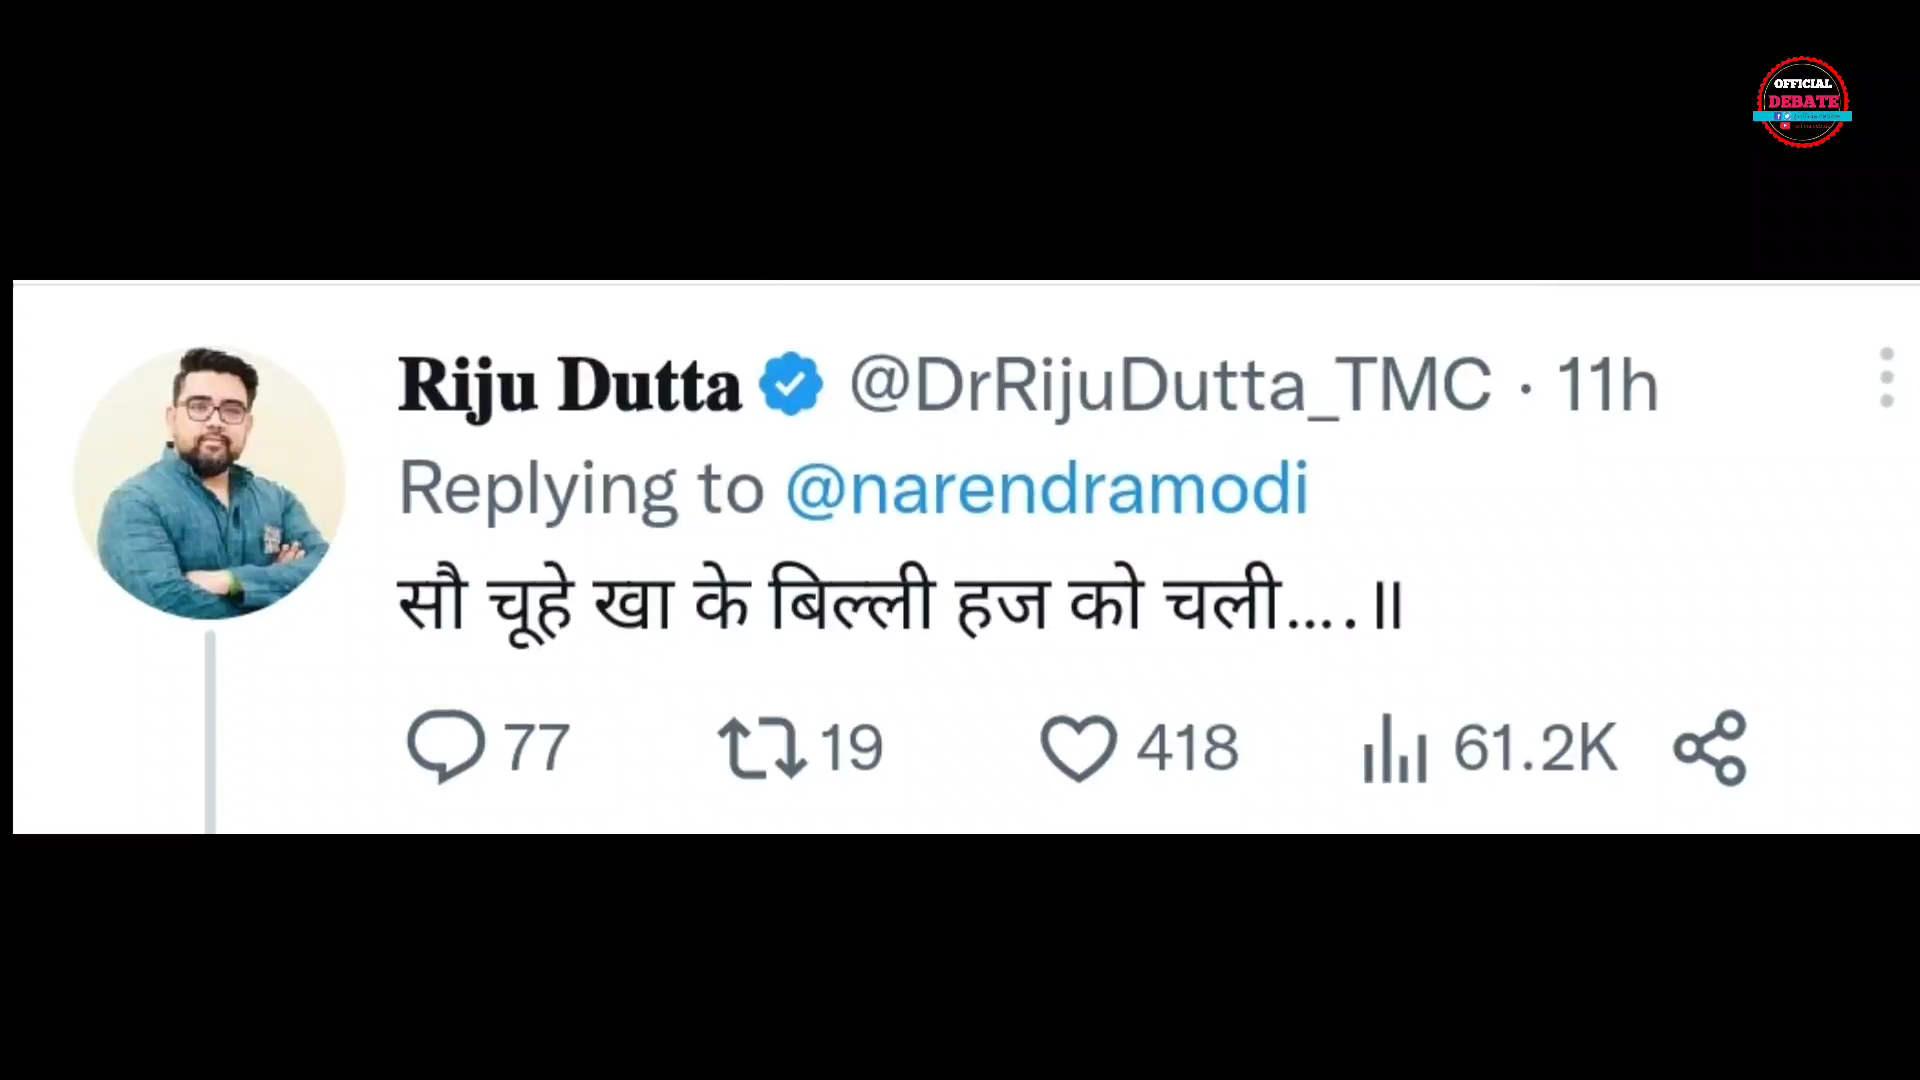 OFFICIAL
DEBATE
Riju Dutta @DrRijuDutta_TMC · 11h
Replying to @narendramodi
सौ चूहे खा के बिल्ली हज को चली....॥
77 19 418 61.2K